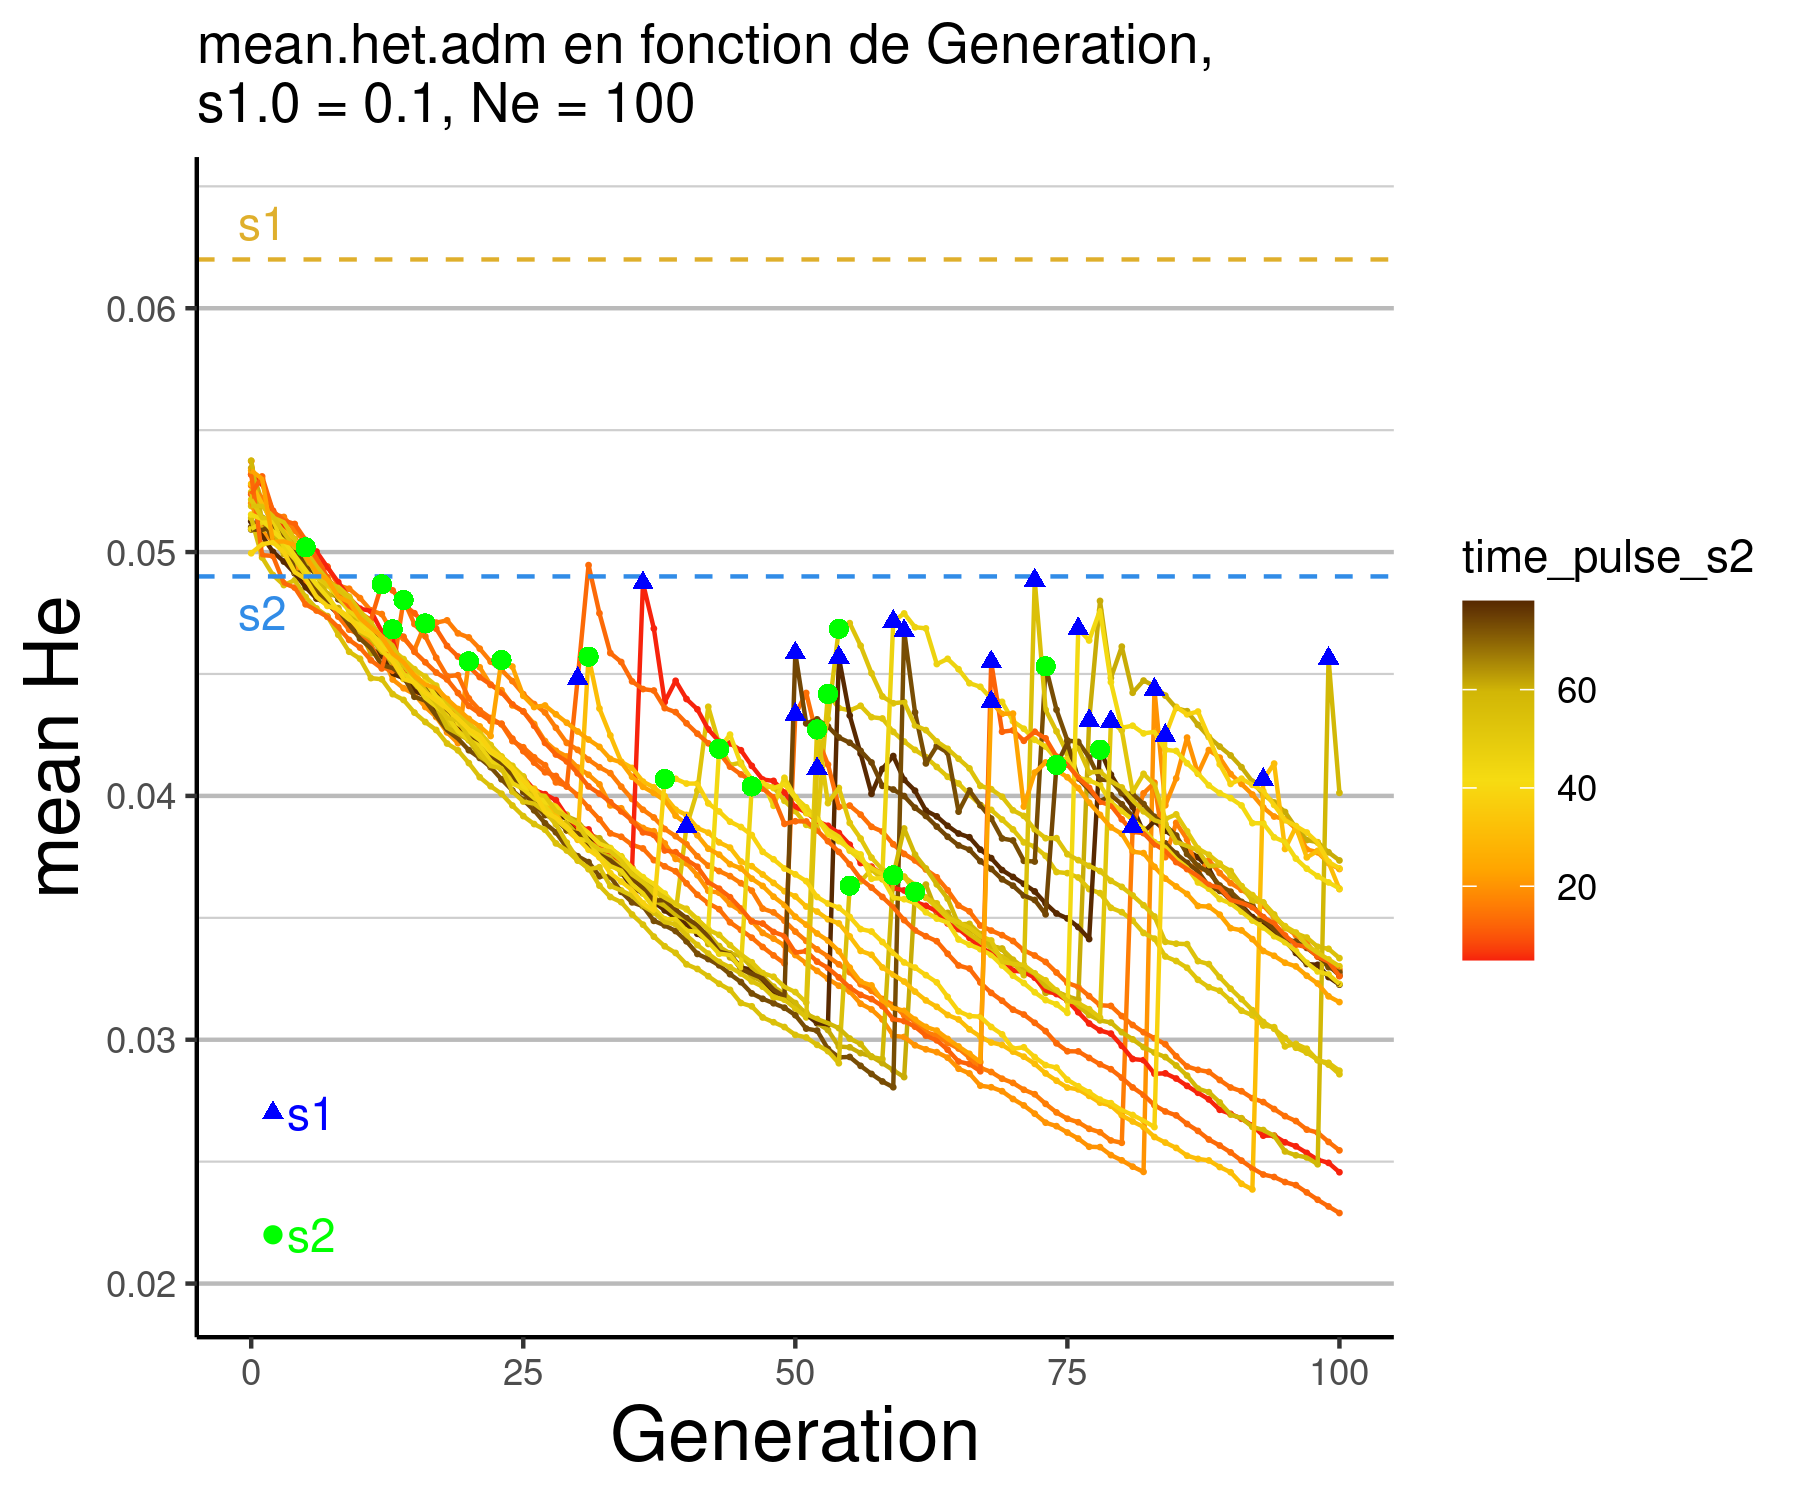 mean.het.adm en fonction de Generation,
s1.0 = 0.1, Ne = 100
s1
0.06
0.05
s2
0.04
0.03
0.02
mean He
s1
s2
0
25
50
75
100
Generation
time_pulse_s2
60
40
20